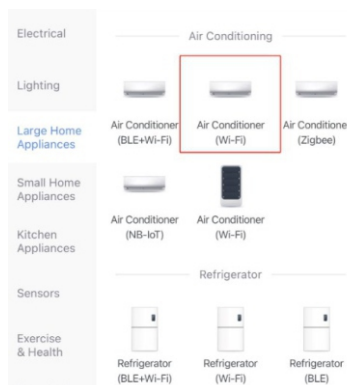 Electrical
Lighting
Large Home
Appliances
Small Home
Appliances
Kitchen
Appliances
Sensors
Exercise
& Health
Air Conditioning
Air Conditioner
(BLE+Wi-Fi)
Air Conditioner
(Wi-Fi)
Air Conditione
(Zigbee)
Air Conditioner
(NB-IoT)
Air Conditioner
(Wi-Fi)
Refrigerator
Refrigerator
(BLE+Wi-Fi)
Refrigerator
(Wi-Fi)
Refrigerator
(BLE)